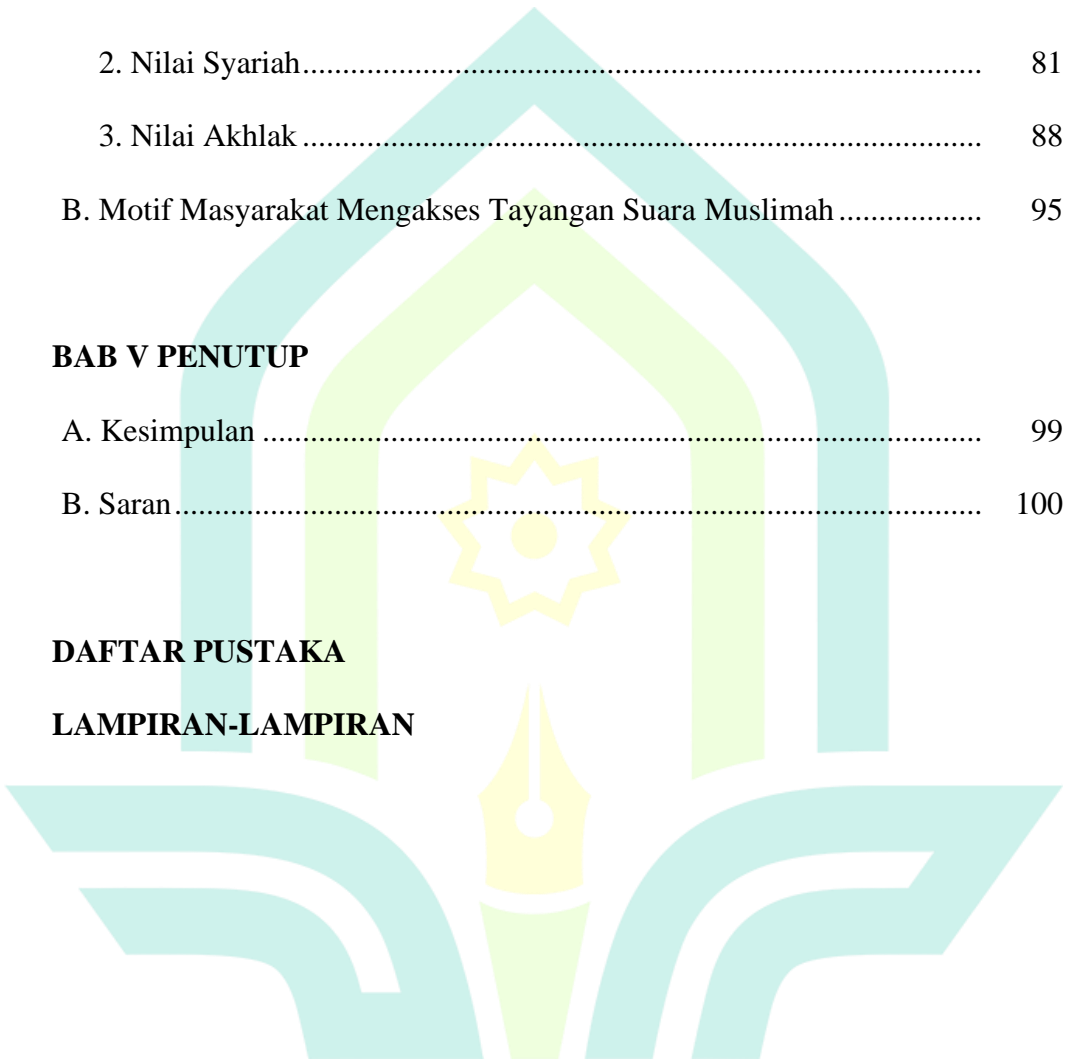 2. Nilai Syariah.................................................................................... 81
3. Nilai Akhlak .................................................................................... 88
B. Motif Masyarakat Mengakses Tayangan Suara Muslimah .................. 95
BAB V PENUTUP
A. Kesimpulan ......................................................................................... 99
B. Saran.................................................................................................... 100
DAFTAR PUSTAKA
LAMPIRAN-LAMPIRAN